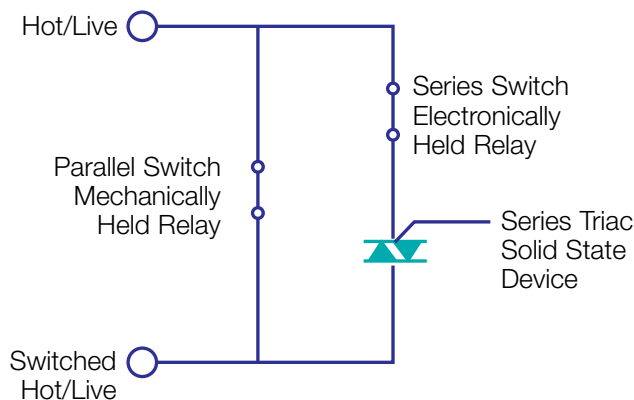 Hot/Live
Series Switch
Electronically
Held Relay
Parallel Switch
Mechanically
Held Relay
Series Triac
Solid State
Device
Switched
Hot/Live